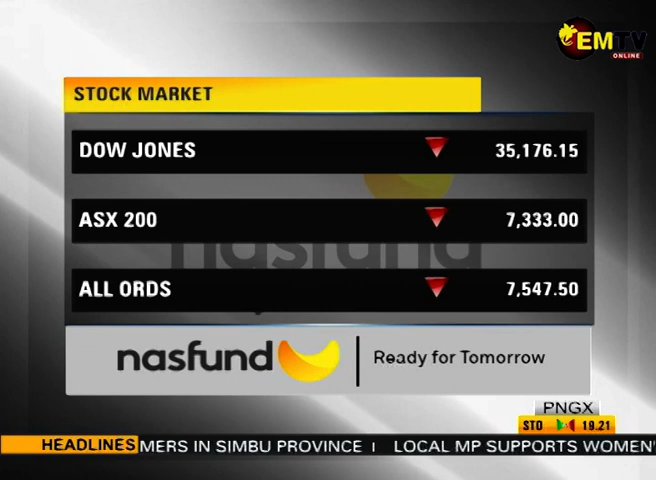 EMTV
ONLINE
STOCK MARKET
DOW JONES 35,176.15
ASX 200 7,333.00
ALL ORDS 7,547.50
nasfund Ready for Tomorrow
PNGX
STO 19.21
HEADLINES MERS IN SIMBU PROVINCE | LOCAL MP SUPPORTS WOMEN'